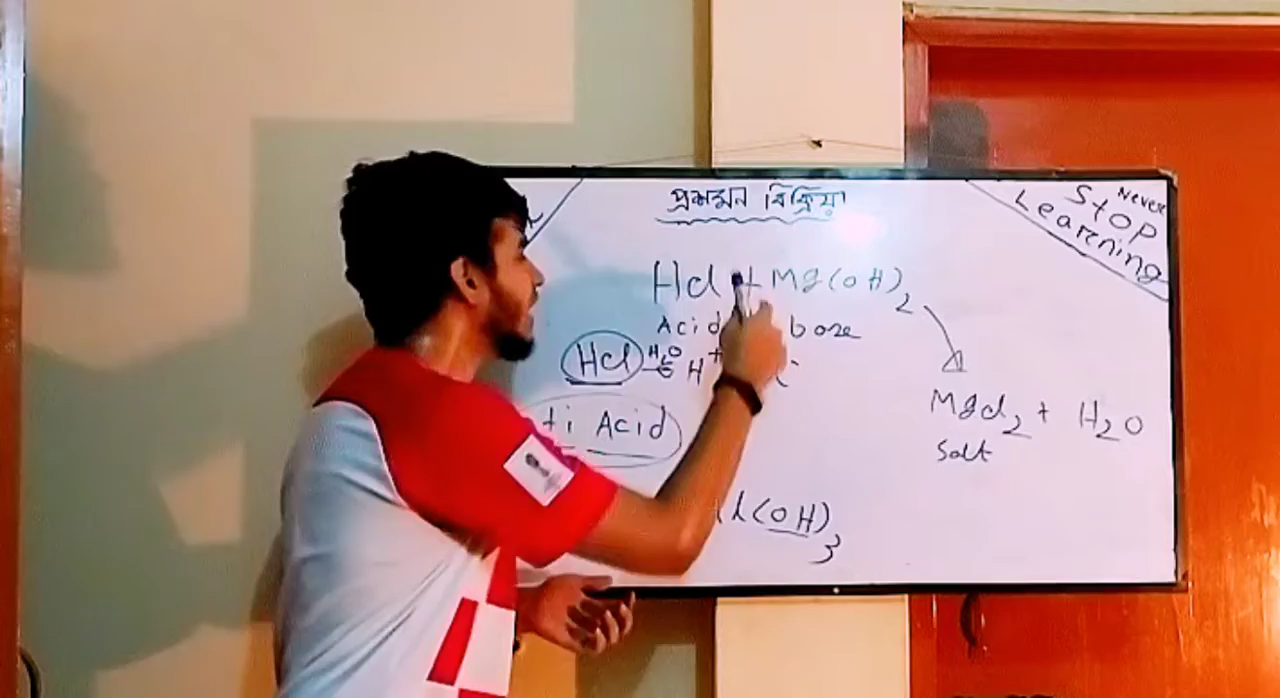 প্রশমন বিক্রিয়া
Never
Stop
Learning
Hcl + Mg(OH)2
Acid base
Hcl H2O H+
Mgcl2 + H2O
ti Acid
Salt
l(OH)3